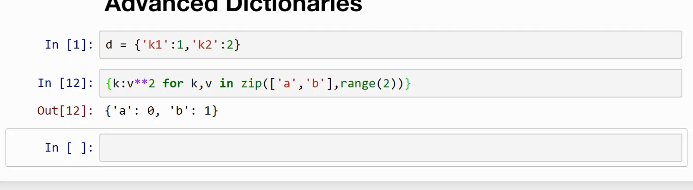 Advanced Dictionaries
In [1]: d = {'k1':1,'k2':2}
In [12]: {k:v**2 for k,v in zip(['a','b'],range(2))}
Out[12]: {'a': 0, 'b': 1}
In [ ]: